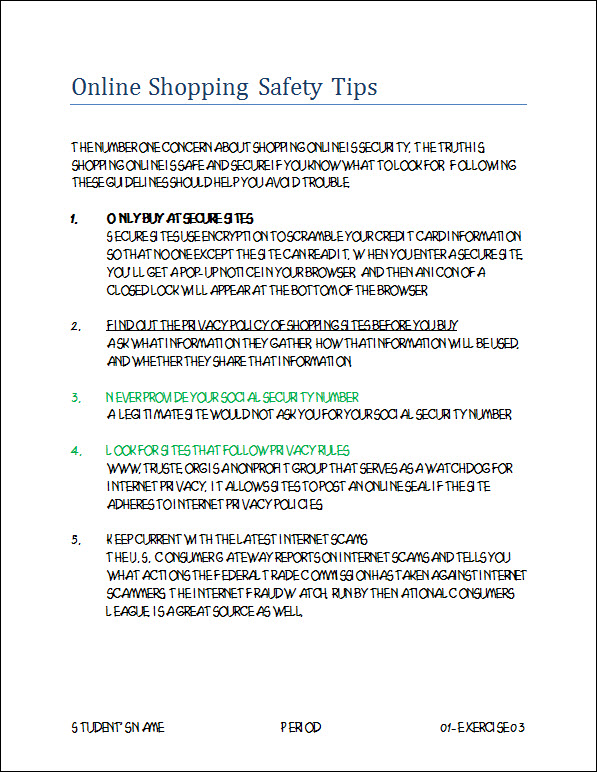 Online Shopping Safety Tips
THE NUMBER ONE CONCERN ABOUT SHOPPING ONLINE IS SECURITY. THE TRUTH IS,
SHOPPING ONLINE IS SAFE AND SECURE IF YOU KNOW WHAT TO LOOK FOR. FOLLOWING
THESE GUIDELINES SHOULD HELP YOU AVOID TROUBLE.
1. ONLY BUY AT SECURE SITES
SECURE SITES USE ENCRYPTION TO SCRAMBLE YOUR CREDIT CARD INFORMATION
SO THAT NO ONE EXCEPT THE SITE CAN READ IT. WHEN YOU ENTER A SECURE SITE,
YOU'LL GET A POP-UP NOTICE IN YOUR BROWSER, AND THEN AN ICON OF A
CLOSED LOCK WILL APPEAR AT THE BOTTOM OF THE BROWSER.
2. FIND OUT THE PRIVACY POLICY OF SHOPPING SITES BEFORE YOU BUY
ASK WHAT INFORMATION THEY GATHER, HOW THAT INFORMATION WILL BE USED,
AND WHETHER THEY SHARE THAT INFORMATION.
3. NEVER PROVIDE YOUR SOCIAL SECURITY NUMBER
A LEGITIMATE SITE WOULD NOT ASK YOU FOR YOUR SOCIAL SECURITY NUMBER.
4. LOOK FOR SITES THAT FOLLOW PRIVACY RULES
WWW.TRUSTE.ORG IS A NONPROFIT GROUP THAT SERVES AS A WATCHDOG FOR
INTERNET PRIVACY. IT ALLOWS SITES TO POST AN ONLINE SEAL IF THE SITE
ADHERES TO INTERNET PRIVACY POLICIES.
5. KEEP CURRENT WITH THE LATEST INTERNET SCAMS
THE U.S. CONSUMER GATEWAY REPORTS ON INTERNET SCAMS AND TELLS YOU
WHAT ACTIONS THE FEDERAL TRADE COMMISSION HAS TAKEN AGAINST INTERNET
SCAMMERS. THE INTERNET FRAUD WATCH, RUN BY THE NATIONAL CONSUMERS
LEAGUE, IS A GREAT SOURCE AS WELL.
STUDENT'S NAME PERIOD 01-EXERCISE 03